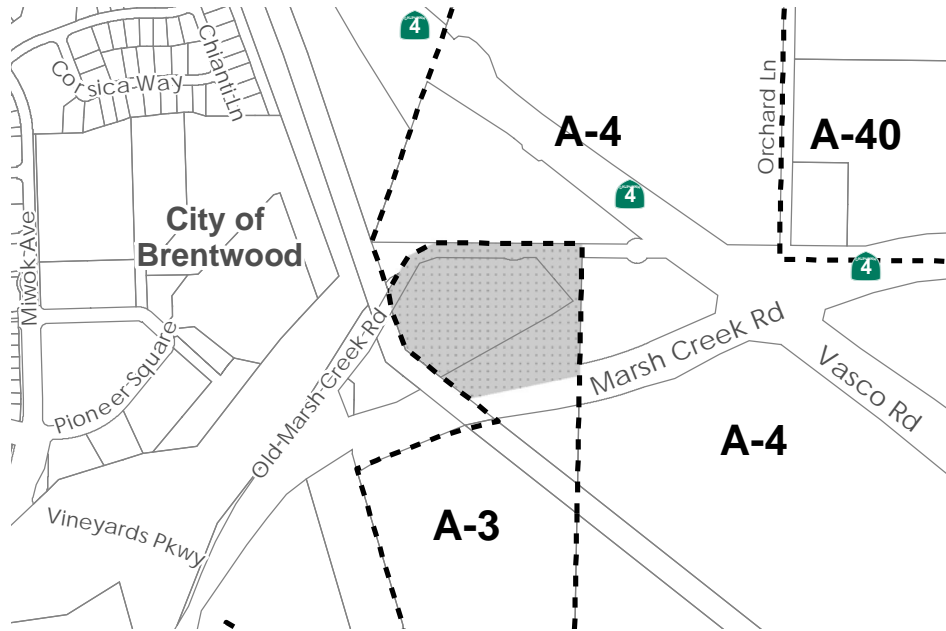 4
Corsica Way
Chianti Ln
A-4
Orchard Ln
A-40
4
Miwok Ave
City of
Brentwood
4
Old Marsh Creek Rd
Marsh Creek Rd
Pioneer Square
Vasco Rd
A-4
Vineyards Pkwy
A-3